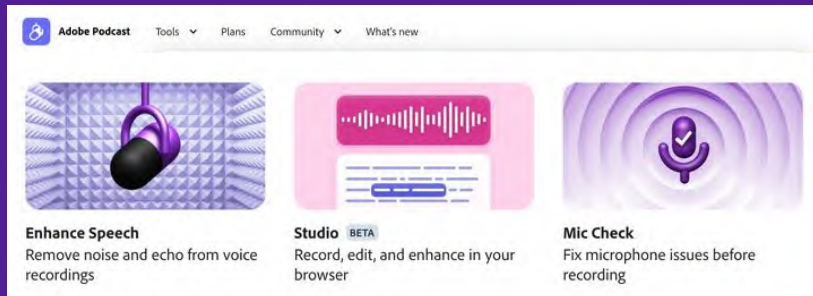 Adobe Podcast Tools Plans Community What's new
Enhance Speech
Remove noise and echo from voice
recordings
Studio BETA
Record, edit, and enhance in your
browser
Mic Check
Fix microphone issues before
recording